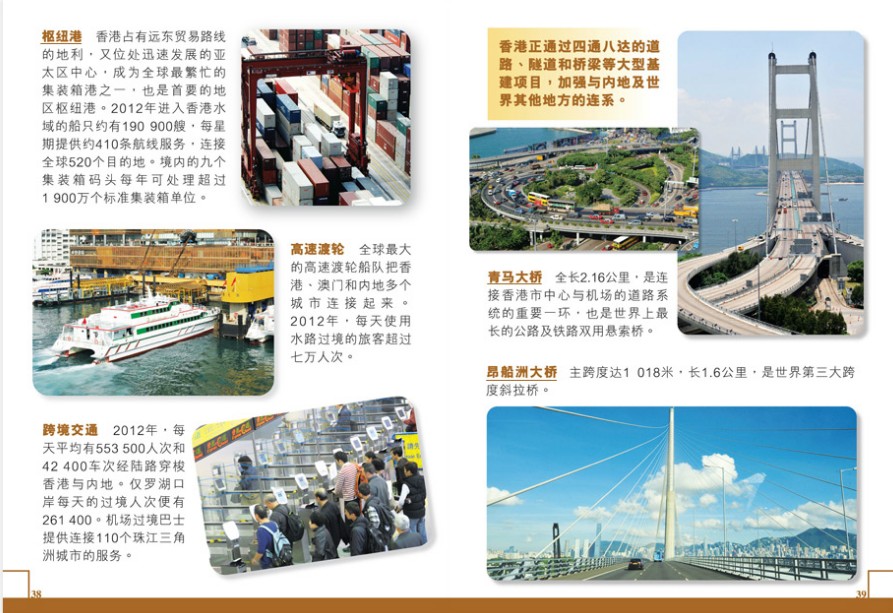 枢纽港　香港占有远东贸易路线
的地利，又位处迅速发展的亚
太区中心，成为全球最繁忙的
集装箱港之一，也是首要的地
区枢纽港。2012年进入香港水
域的船只约有190 900艘，每星
期提供约410条航线服务，连接
全球520个目的地。境内的九个
集装箱码头每年可处理超过
1 900万个标准集装箱单位。
高速渡轮　全球最大
的高速渡轮船队把香
港、澳门和内地多个
城市连接起来。
2012年，每天使用
水路过境的旅客超过
七万人次。
跨境交通　2012年，每
天平均有553 500人次和
42 400车次经陆路穿梭
香港与内地。仅罗湖口
岸每天的过境人次便有
261 400。机场过境巴士
提供连接110个珠江三角
洲城市的服务。
38
香港正通过四通八达的道
路、隧道和桥梁等大型基
建项目，加强与内地及世
界其他地方的连系。
青马大桥　全长2.16公里，是连
接香港市中心与机场的道路系
统的重要一环，也是世界上最
长的公路及铁路双用悬索桥。
昂船洲大桥　主跨度达1 018米，长1.6公里，是世界第三大跨
度斜拉桥。
39